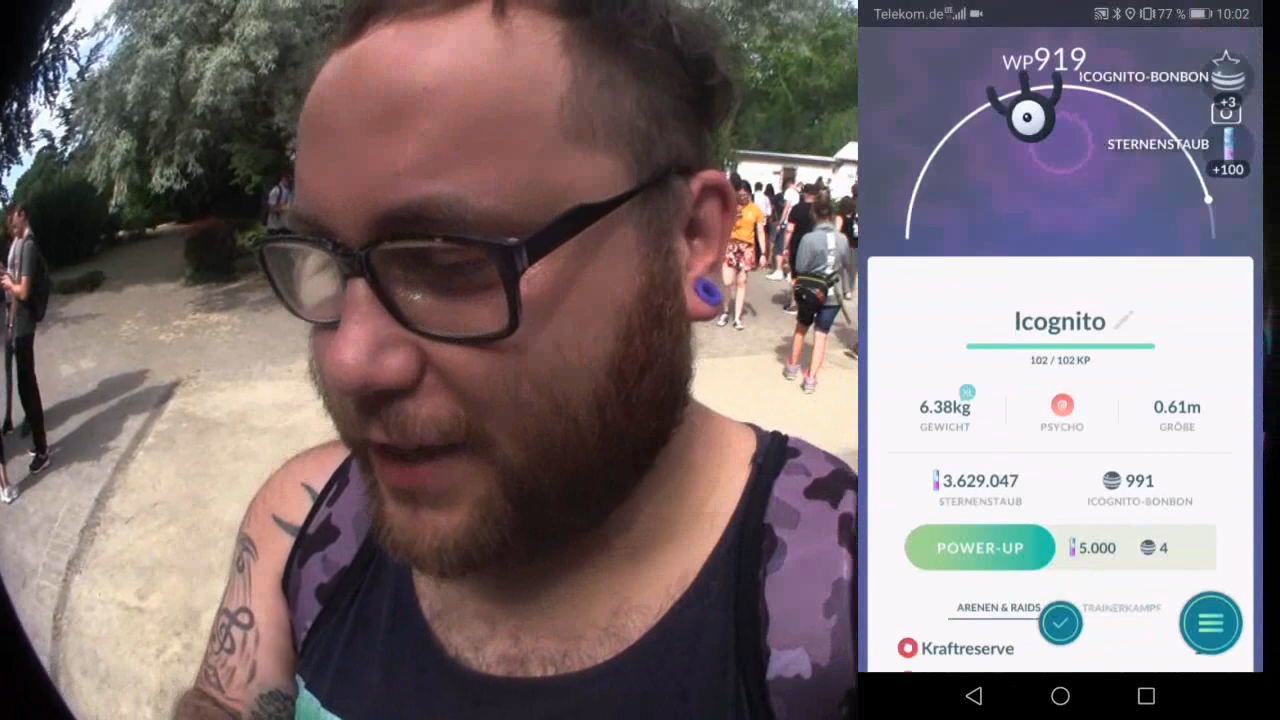 Telekom.de LTE 77 % 10:02
WP919
ICOGNITO-BONBON
+3
STERNENSTAUB
+100
Icognito
102 / 102 KP
XL
6.38kg
GEWICHT
PSYCHO
0.61m
GRÖßE
3.629.047
STERNENSTAUB
991
ICOGNITO-BONBON
POWER-UP 5.000 4
ARENEN & RAIDS TRAINERKAMPF
Kraftreserve